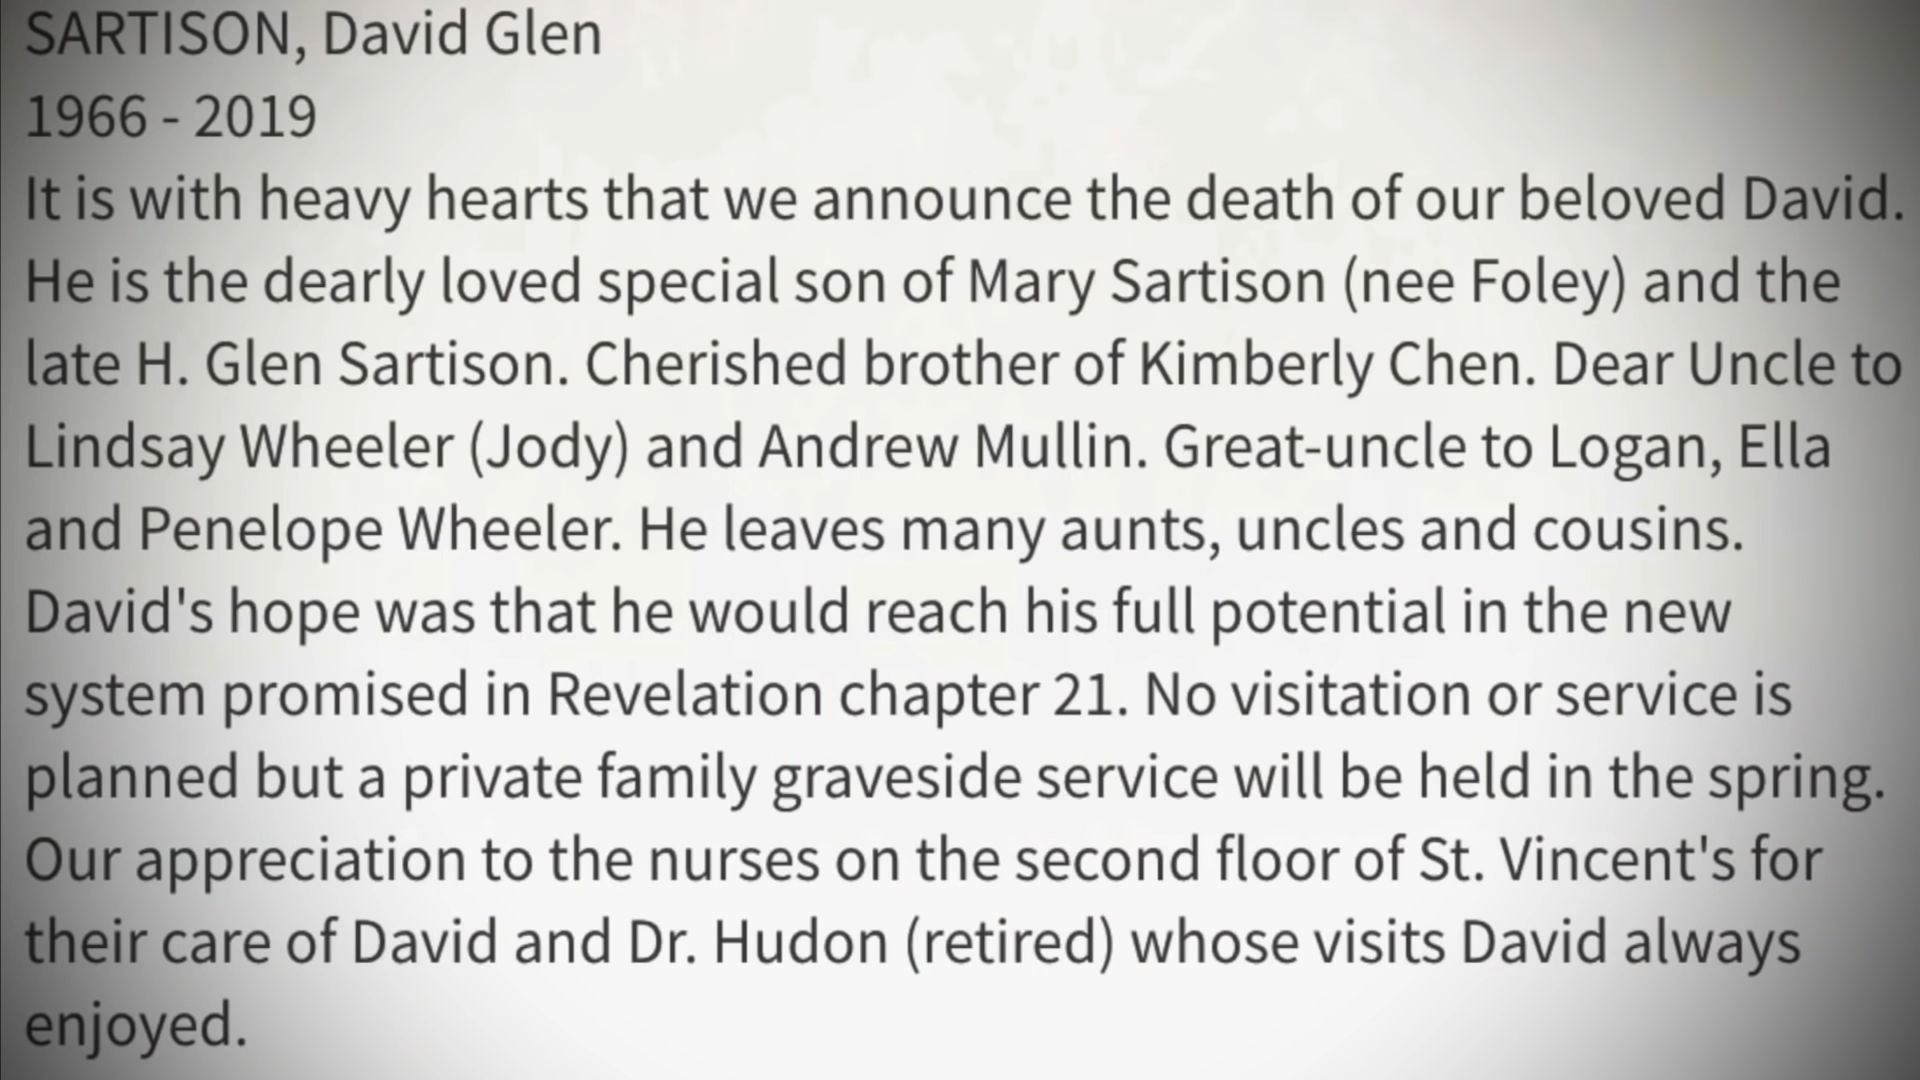 SARTISON, David Glen
1966 - 2019
It is with heavy hearts that we announce the death of our beloved David.
He is the dearly loved special son of Mary Sartison (nee Foley) and the
late H. Glen Sartison. Cherished brother of Kimberly Chen. Dear Uncle to
Lindsay Wheeler (Jody) and Andrew Mullin. Great-uncle to Logan, Ella
and Penelope Wheeler. He leaves many aunts, uncles and cousins.
David's hope was that he would reach his full potential in the new
system promised in Revelation chapter 21. No visitation or service is
planned but a private family graveside service will be held in the spring.
Our appreciation to the nurses on the second floor of St. Vincent's for
their care of David and Dr. Hudon (retired) whose visits David always
enjoyed.